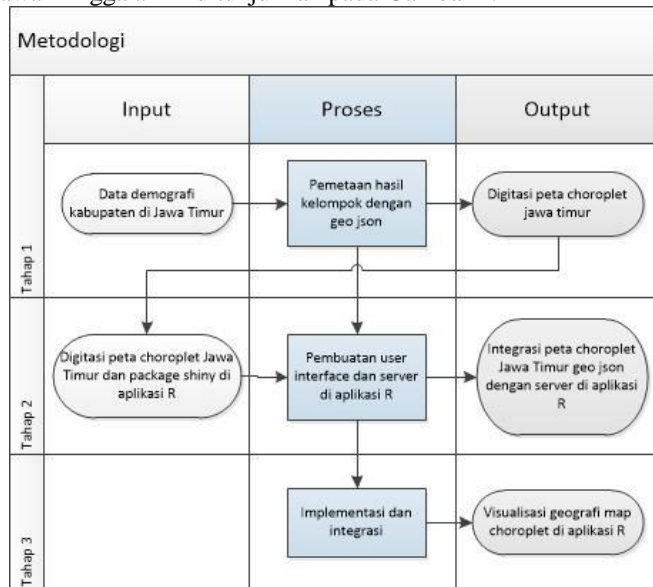 Metodologi
Input
Proses
Output
Tahap 1
Data demografi
kabupaten di Jawa Timur
Pemetaan hasil
kelompok dengan
geo json
Digitasi peta choroplet
jawa timur
Tahap 2
Digitasi peta choroplet Jawa
Timur dan package shiny di
aplikasi R
Pembuatan user
interface dan server
di aplikasi R
Integrasi peta choroplet
Jawa Timur geo json
dengan server di aplikasi
R
Tahap 3
Implementasi dan
integrasi
Visualisasi geografi map
choroplet di aplikasi R